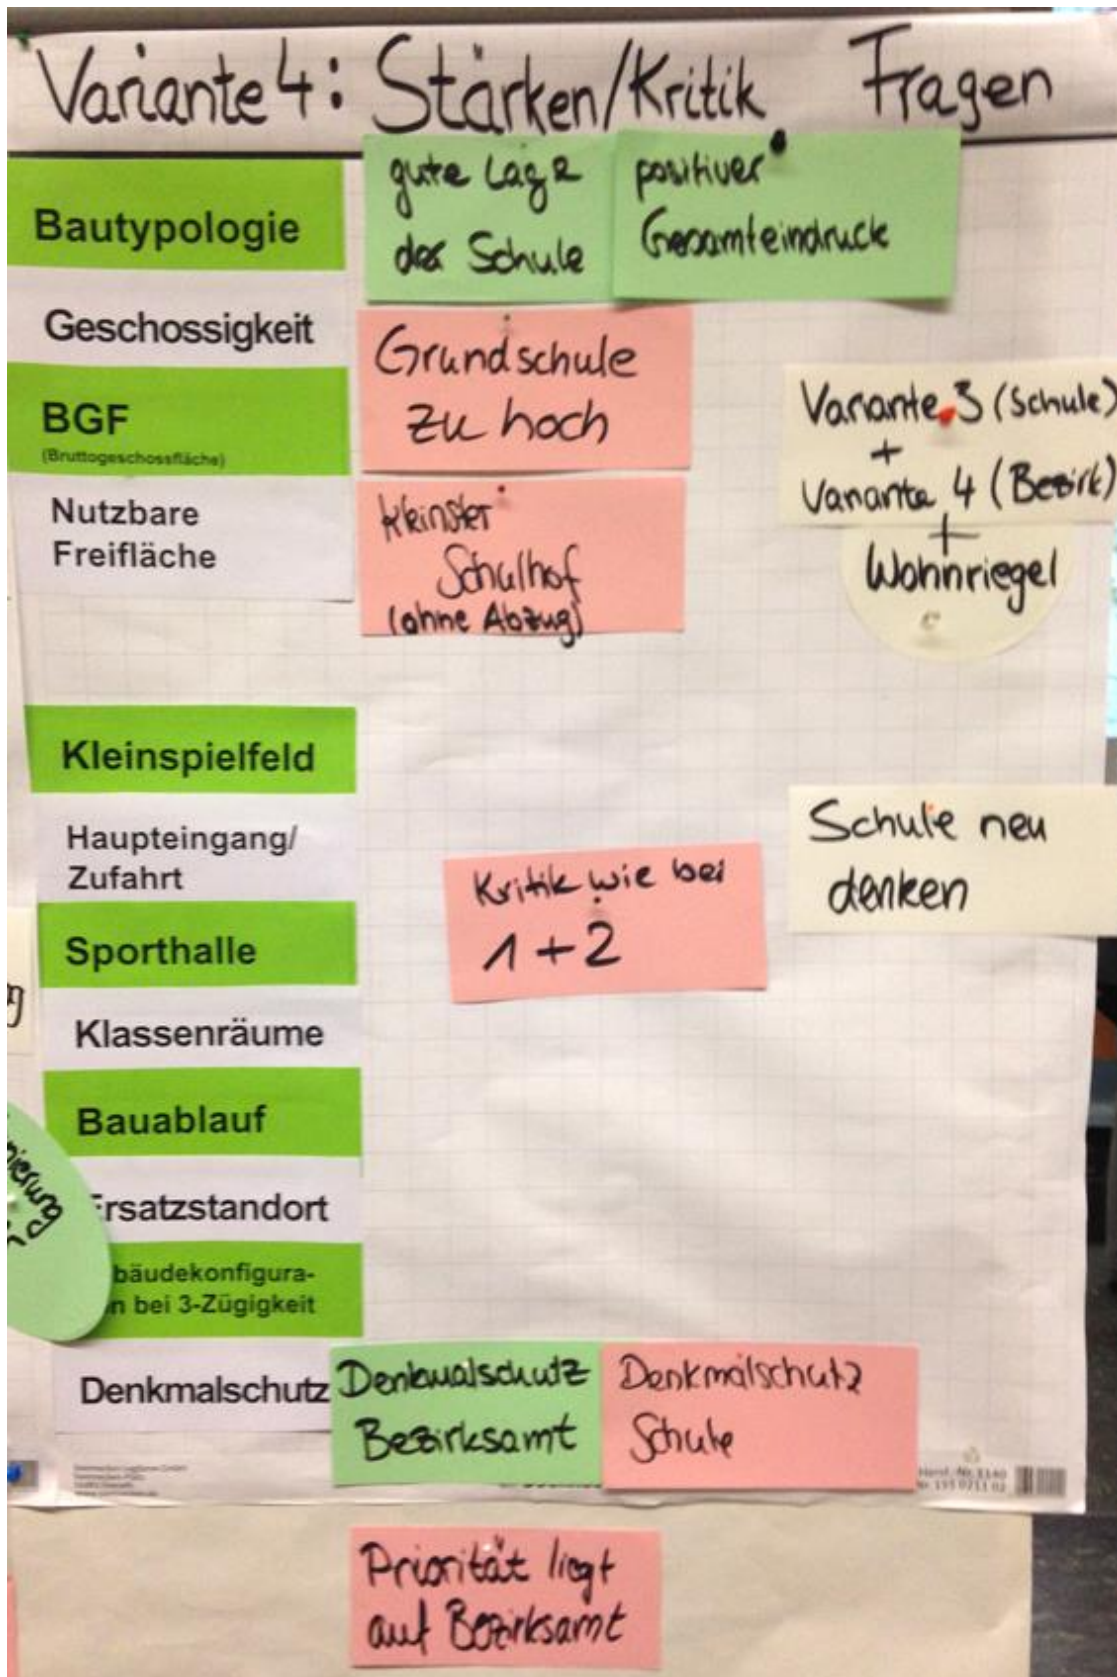 Variante 4: Stärken/Kritik Fragen
gute Lage
der Schule
positiver
Gesamteindruck
Bautypologie
Geschossigkeit
Grundschule
zu hoch
BGF
(Bruttogeschossfläche)
Variante 3 (Schule)
+
Variante 4 (Bezirk)
+
Wohnriegel
Nutzbare
Freifläche
kleinster
Schulhof
(ohne Abzug)
Kleinspielfeld
Haupteingang/
Zufahrt
Kritik wie bei
1+2
Schule neu
denken
Sporthalle
Klassenräume
Bauablauf
nierung
Ersatzstandort
bäudekonfigura-
n bei 3-Zügigkeit
Denkmalschutz
Denkmalschutz
Bezirksamt
Denkmalschutz
Schule
Priorität liegt
auf Bezirksamt